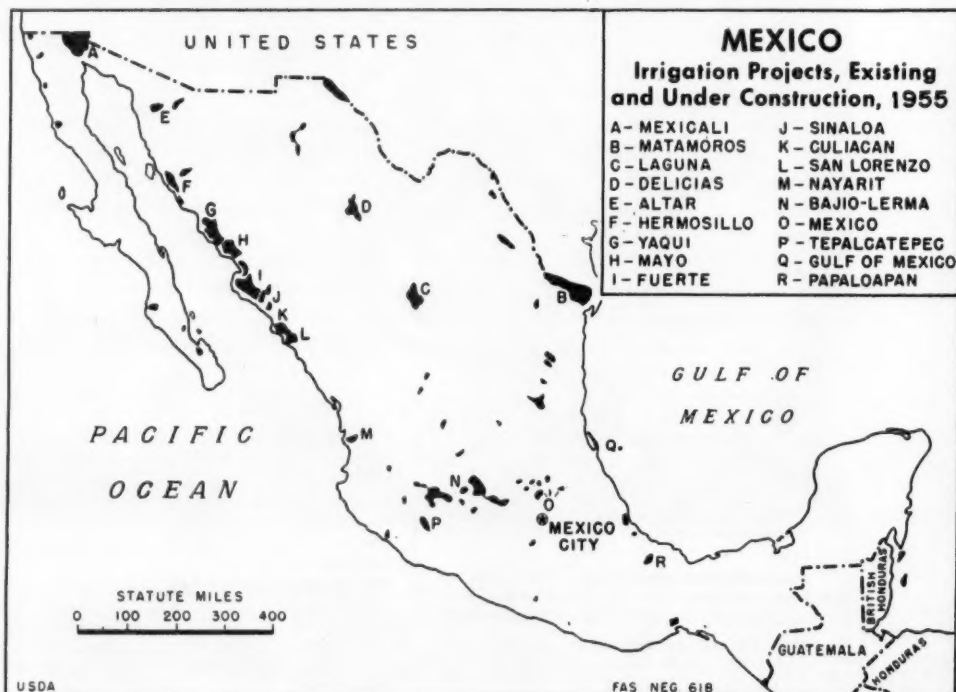 MEXICO
Irrigation Projects, Existing
and Under Construction, 1955
A – MEXICALI
B – MATAMÓROS
C – LAGUNA
D – DELICIAS
E – ALTAR
F – HERMOSILLO
G – YAQUI
H – MAYO
I – FUERTE
J – SINALOA
K – CULIACAN
L – SAN LORENZO
M – NAYARIT
N – BAJIO-LERMA
O – MEXICO
P – TEPALCATEPEC
Q – GULF OF MEXICO
R – PAPALOAPAN
UNITED STATES
A
E
F
G
H
D
I
J
C
B
K
L
GULF OF
MEXICO
PACIFIC
OCEAN
M
Q
N
O
P
MEXICO
CITY
R
STATUTE MILES
0 100 200 300 400
BRITISH
HONDURAS
GUATEMALA
HONDURAS
USDA
FAS NEG. 618